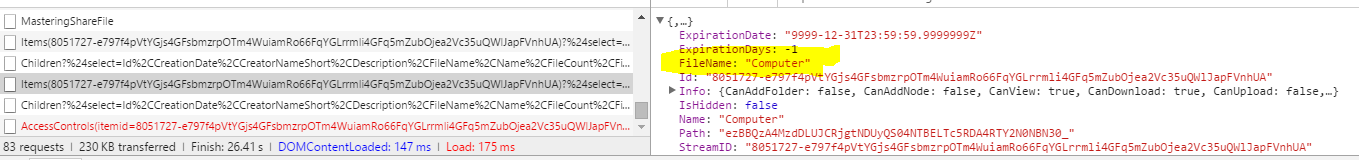 MasteringShareFile
Items(8051727-e797f4pVtYGjs4GFsbmzrpOTm4WuiamRo66FqYGLrrmli4GFq5mZubOjea2Vc35uQWlJapFVnhUA)?%24select=...
Children?%24select=Id%2CCreationDate%2CCreatorNameShort%2CDescription%2CFileName%2CName%2CFileCount%2CFi...
Items(8051727-e797f4pVtYGjs4GFsbmzrpOTm4WuiamRo66FqYGLrrmli4GFq5mZubOjea2Vc35uQWlJapFVnhUA)?%24select=...
Children?%24select=Id%2CCreationDate%2CCreatorNameShort%2CDescription%2CFileName%2CName%2CFileCount%2CFi...
AccessControls(itemid=8051727-e797f4pVtYGjs4GFsbmzrpOTm4WuiamRo66FqYGLrrmli4GFq5mZubOjea2Vc35uQWlJapFVn...
83 requests | 230 KB transferred | Finish: 26.41 s | DOMContentLoaded: 147 ms | Load: 175 ms
{,…}
ExpirationDate: "9999-12-31T23:59:59.9999999Z"
ExpirationDays: -1
FileName: "Computer"
Id: "8051727-e797f4pVtYGjs4GFsbmzrpOTm4WuiamRo66FqYGLrrmli4GFq5mZubOjea2Vc35uQWlJapFVnhUA"
Info: {CanAddFolder: false, CanAddNode: false, CanView: true, CanDownload: true, CanUpload: false,…}
IsHidden: false
Name: "Computer"
Path: "ezBBQzA4MzdDLUJCRjgtNDUyQS04NTBELTc5RDA4RTY2N0NBN30_"
StreamID: "8051727-e797f4pVtYGjs4GFsbmzrpOTm4WuiamRo66FqYGLrrmli4GFq5mZubOjea2Vc35uQWlJapFVnhUA"